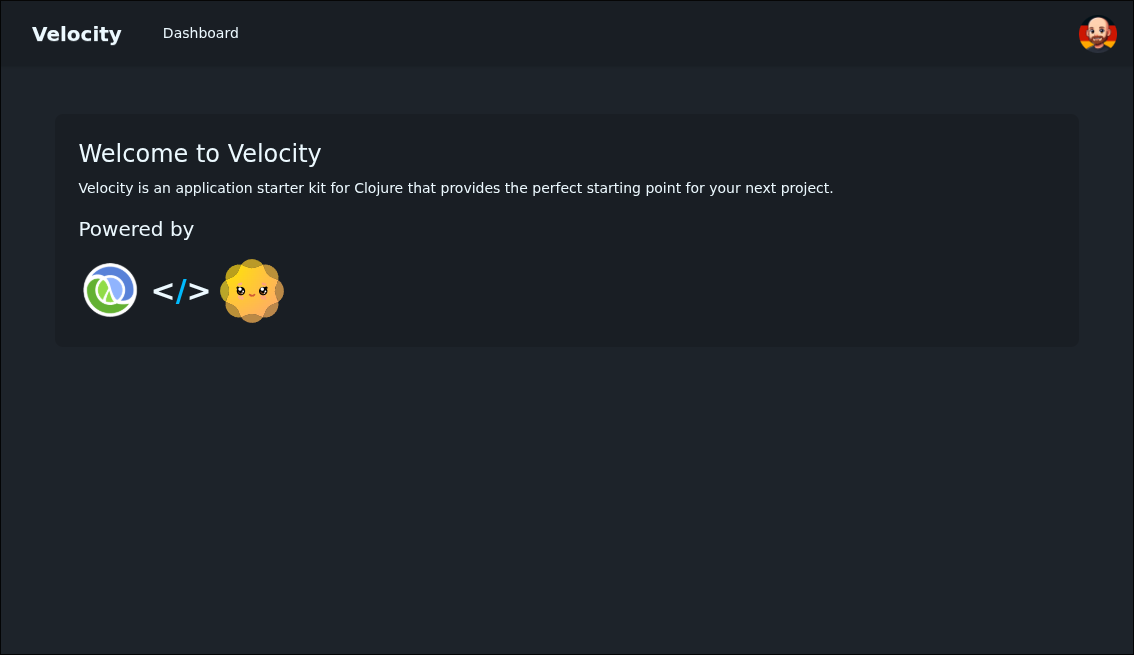 Velocity
Dashboard
Welcome to Velocity
Velocity is an application starter kit for Clojure that provides the perfect starting point for your next project.
Powered by
</>